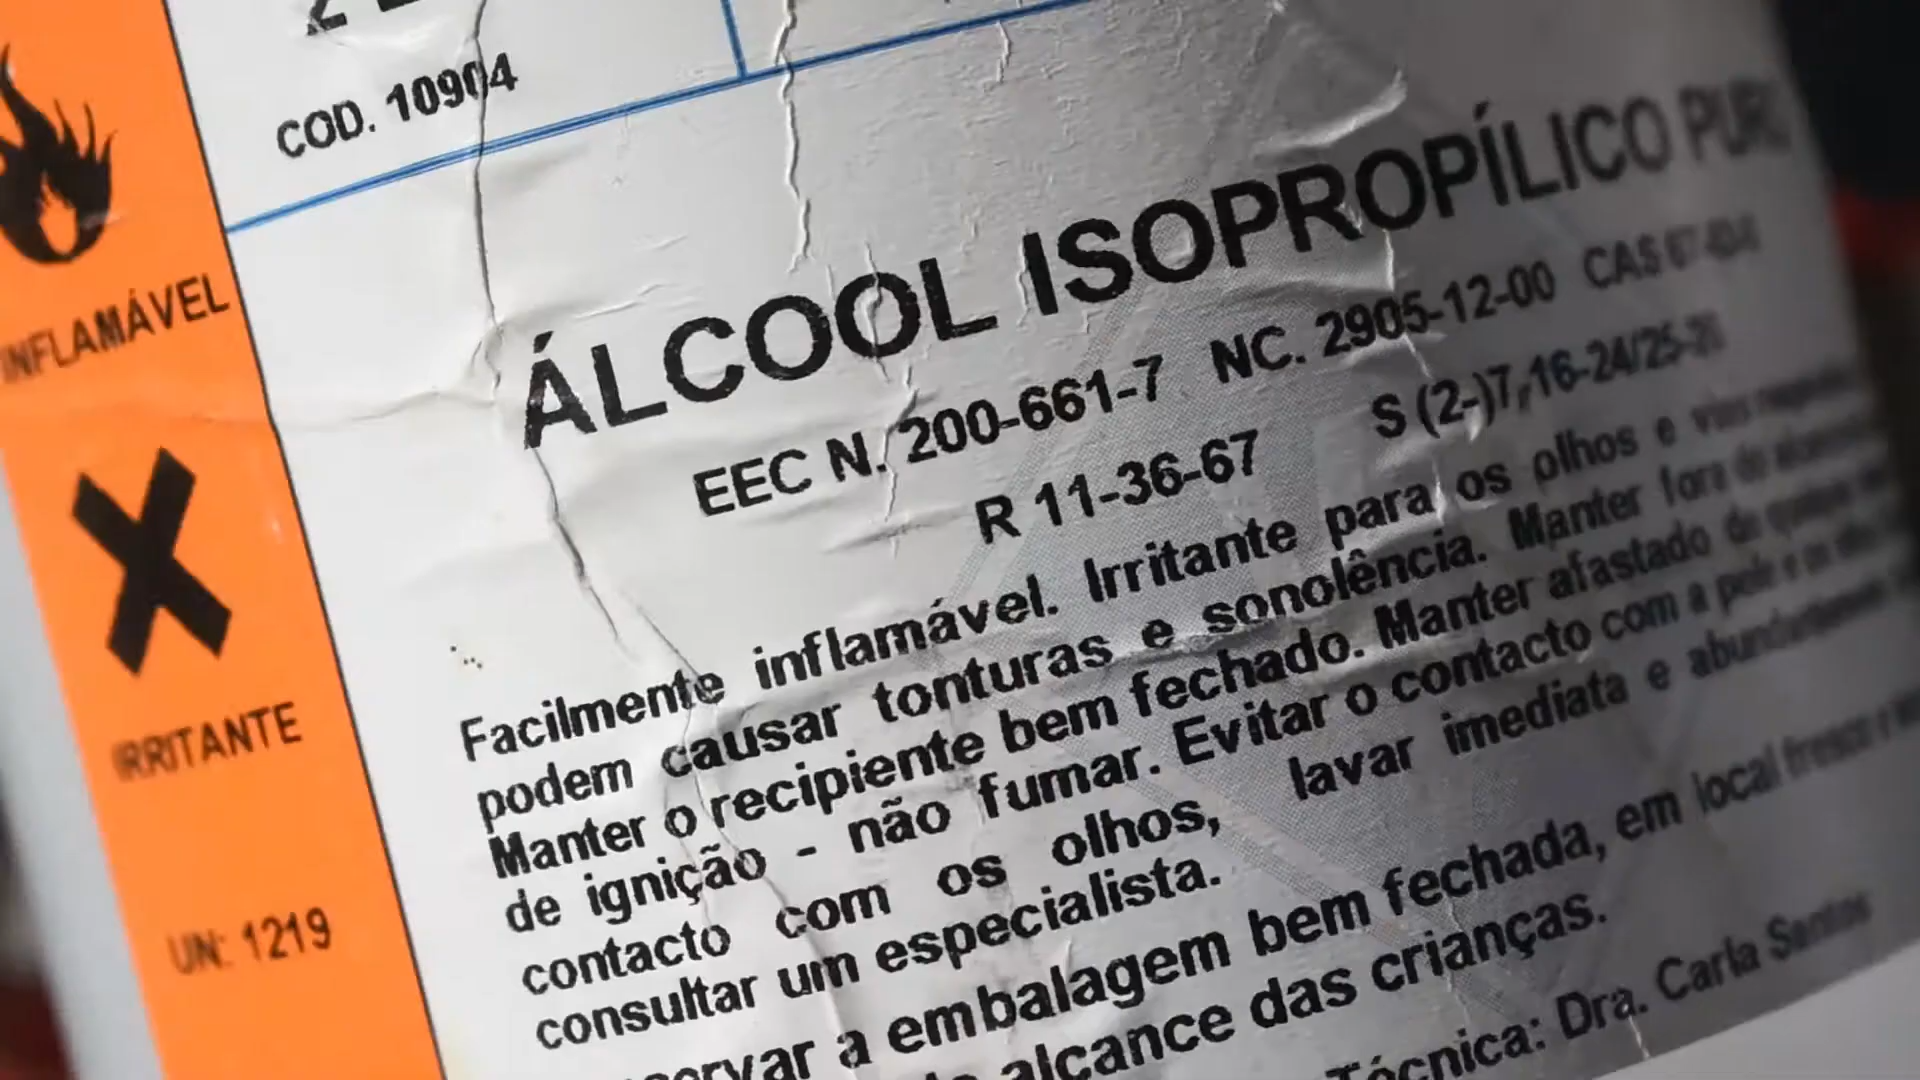 COD. 10904
INFLAMÁVEL
IRRITANTE
UN: 1219
ÁLCOOL ISOPROPÍLICO PURO
EEC N. 200-661-7 NC. 2905-12-00 CAS
R 11-36-67 S (2-)7,16-24/25-26
Facilmente inflamável. Irritante para os olhos e
podem causar tonturas e sonolência. Manter fora do
Manter o recipiente bem fechado. Manter afastado de
de ignição - não fumar. Evitar o contacto com a pele e os
contacto com os olhos, lavar imediata e
consultar um especialista.
a embalagem bem fechada, em local fresco e
alcance das crianças.
Técnica: Dra. Carla Santos